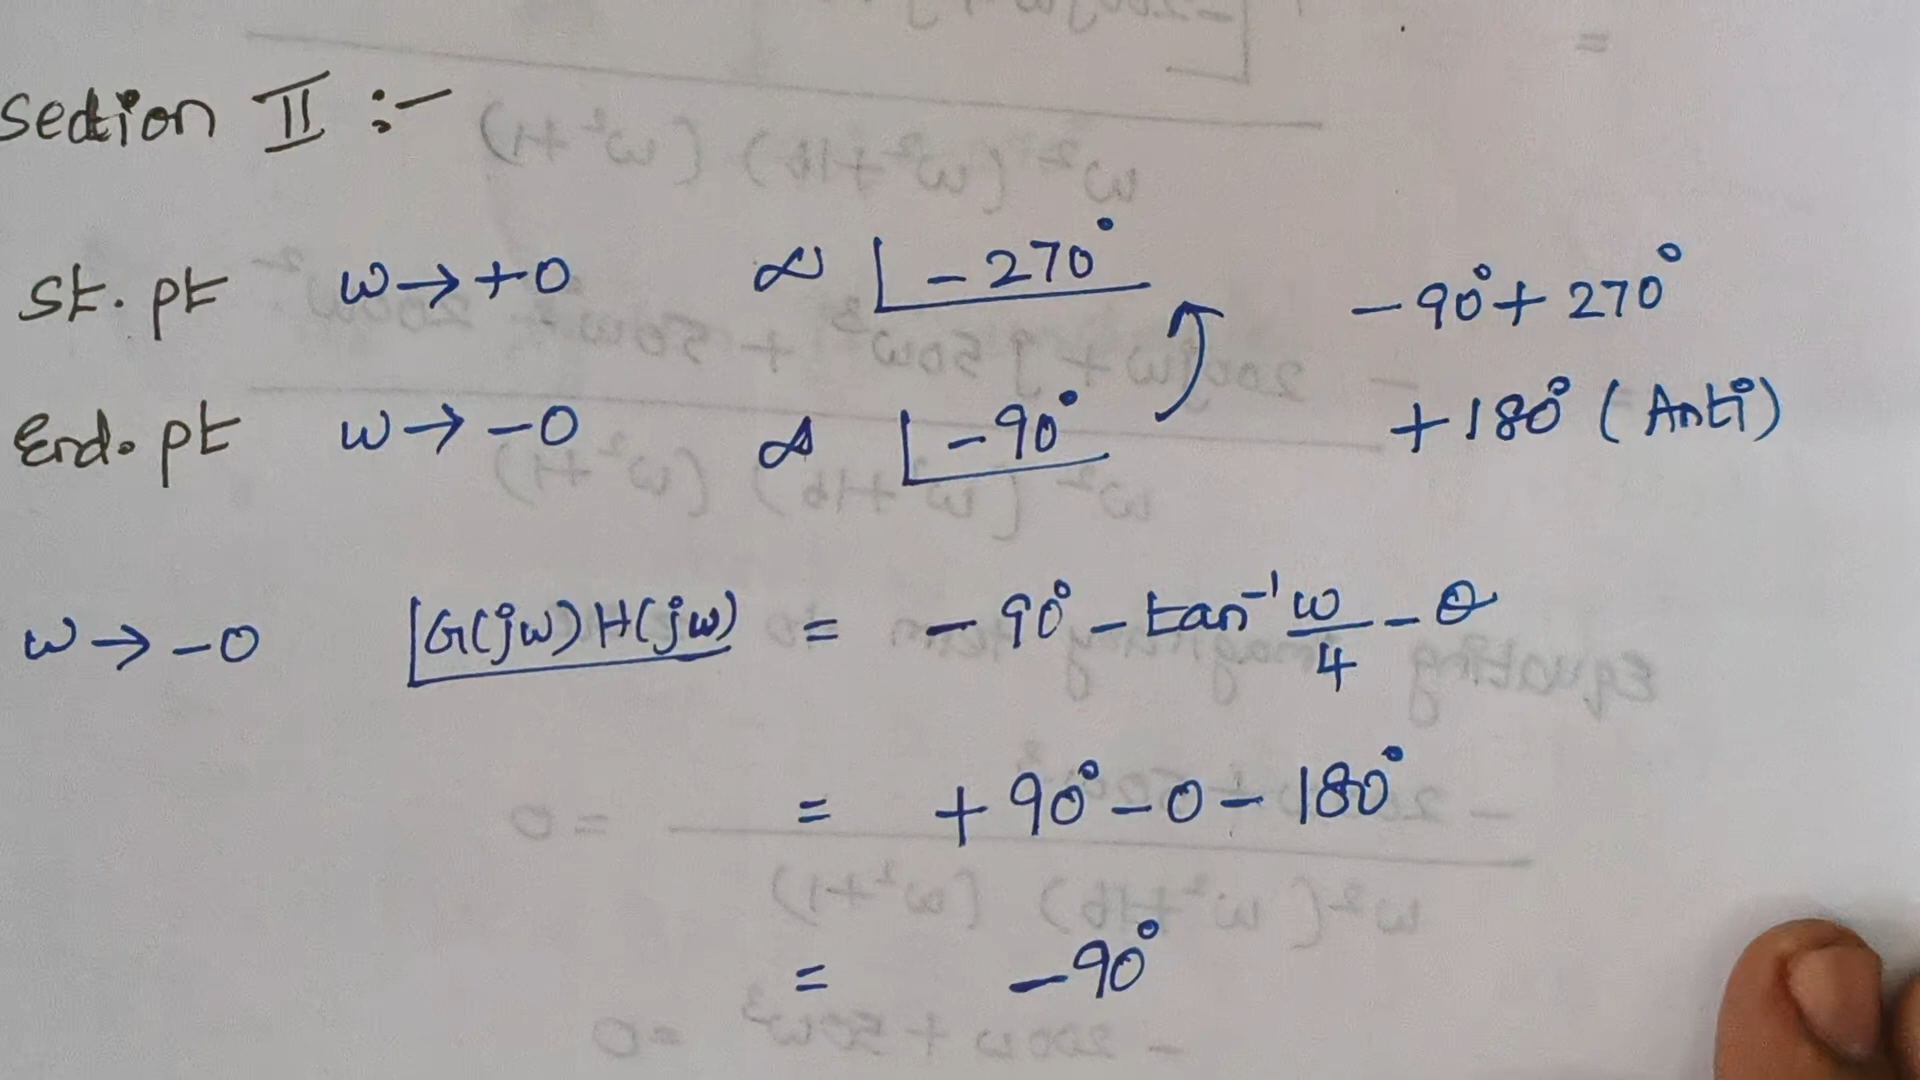 Section II :-
St. pt ω → +0 ∞ ∠-270°
-90° + 270°
End. pt ω → -0 ∞ ∠-90°
+180° (Anti)
ω → -0 ∠G(jω) H(jω) = -90° - tan⁻¹ ω/4 - θ
= +90° - 0 - 180°
= -90°